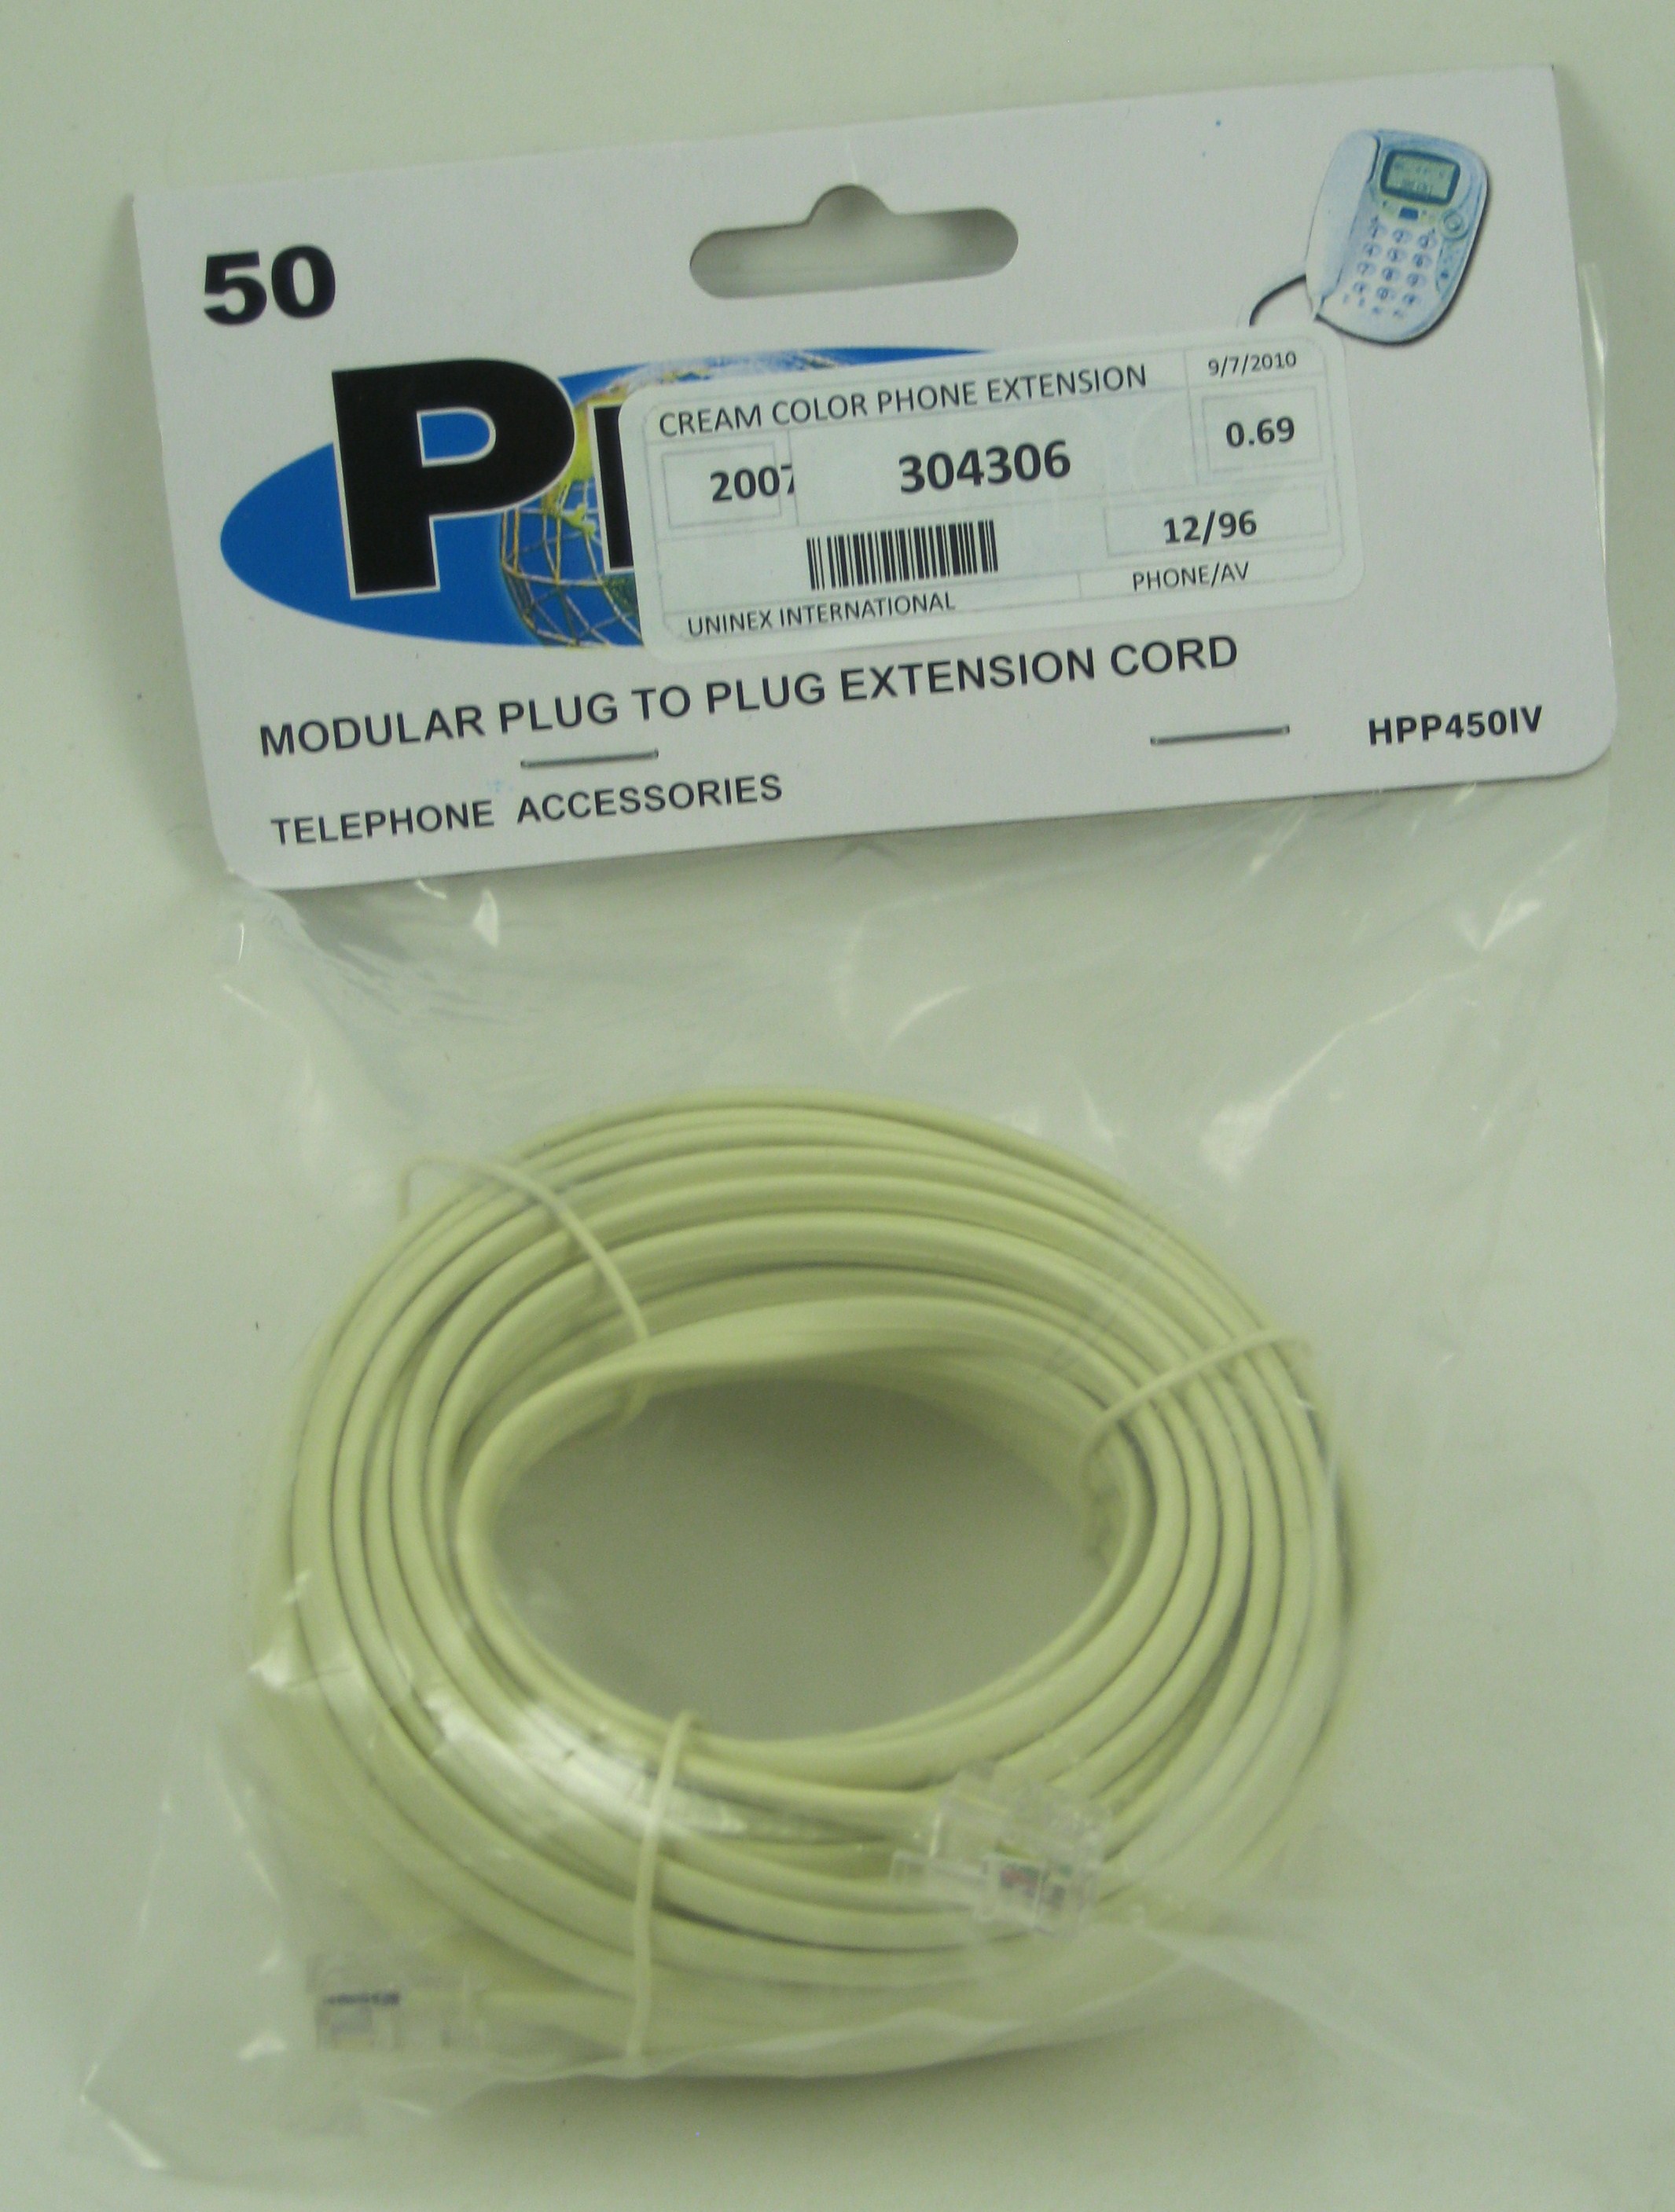 50
CREAM COLOR PHONE EXTENSION
9/7/2010
2007
304306
0.69
12/96
UNINEX INTERNATIONAL
PHONE/AV
MODULAR PLUG TO PLUG EXTENSION CORD
HPP450IV
TELEPHONE ACCESSORIES